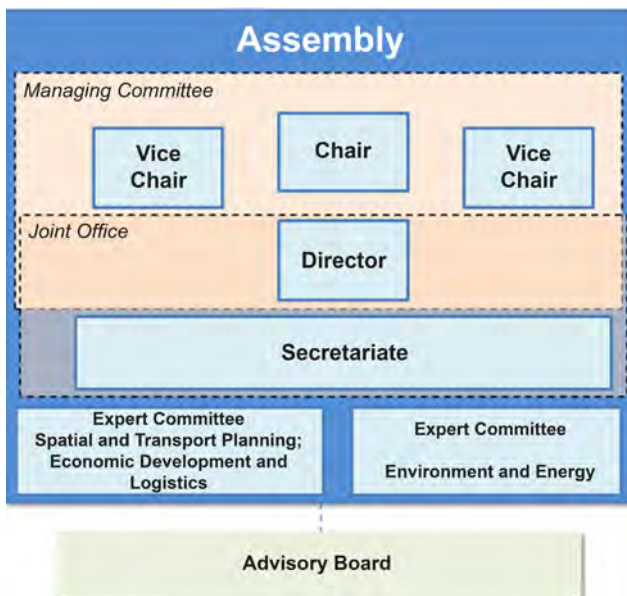 Assembly
Managing Committee
Vice
Chair
Chair
Vice
Chair
Joint Office
Director
Secretariate
Expert Committee
Spatial and Transport Planning;
Economic Development and
Logistics
Expert Committee
Environment and Energy
Advisory Board